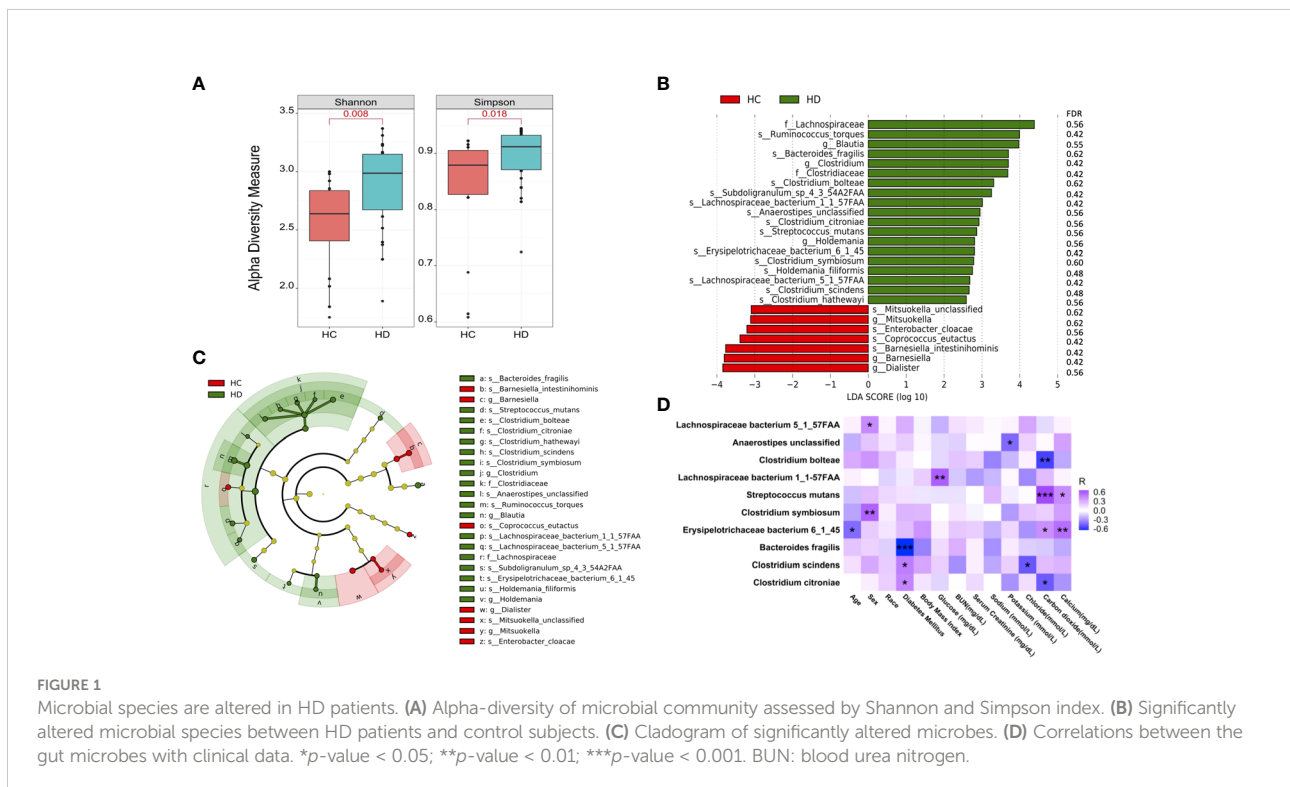 A
Shannon
Simpson
0.008
0.018
3.5
3.0
2.5
2.0
0.9
0.8
0.7
0.6
Alpha Diversity Measure
HC
HD
HC
HD
B
HC
HD
FDR
f__Lachnospiraceae
s__Ruminococcus_torques
g__Blautia
s__Bacteroides_fragilis
g__Clostridium
f__Clostridiaceae
s__Clostridium_bolteae
s__Subdoligranulum_sp_4_3_54A2FAA
s__Lachnospiraceae_bacterium_1_1_57FAA
s__Anaerostipes_unclassified
s__Clostridium_citroniae
s__Streptococcus_mutans
g__Holdemania
s__Erysipelotrichaceae_bacterium_6_1_45
s__Clostridium_symbiosum
s__Holdemania_filiformis
s__Lachnospiraceae_bacterium_5_1_57FAA
s__Clostridium_scindens
s__Clostridium_hathewayi
s__Mitsuokella_unclassified
g__Mitsuokella
s__Enterobacter_cloacae
s__Coprococcus_eutactus
s__Barnesiella_intestinihominis
g__Barnesiella
g__Dialister
0.56
0.42
0.55
0.62
0.42
0.42
0.62
0.42
0.42
0.56
0.56
0.56
0.56
0.42
0.60
0.48
0.42
0.48
0.56
0.62
0.62
0.56
0.42
0.42
0.42
0.56
−4 −3 −2 −1 0 1 2 3 4 5
LDA SCORE (log 10)
C
HC
HD
a: s__Bacteroides_fragilis
b: s__Barnesiella_intestinihominis
c: g__Barnesiella
d: s__Streptococcus_mutans
e: s__Clostridium_bolteae
f: s__Clostridium_citroniae
g: s__Clostridium_hathewayi
h: s__Clostridium_scindens
i: s__Clostridium_symbiosum
j: g__Clostridium
k: f__Clostridiaceae
l: s__Anaerostipes_unclassified
m: s__Ruminococcus_torques
n: g__Blautia
o: s__Coprococcus_eutactus
p: s__Lachnospiraceae_bacterium_1_1_57FAA
q: s__Lachnospiraceae_bacterium_5_1_57FAA
r: f__Lachnospiraceae
s: s__Subdoligranulum_sp_4_3_54A2FAA
t: s__Erysipelotrichaceae_bacterium_6_1_45
u: s__Holdemania_filiformis
v: g__Holdemania
w: g__Dialister
x: s__Mitsuokella_unclassified
y: g__Mitsuokella
z: s__Enterobacter_cloacae
D
Lachnospiraceae bacterium 5_1_57FAA *
Anaerostipes unclassified *
Clostridium bolteae **
Lachnospiraceae bacterium 1_1-57FAA **
Streptococcus mutans *** *
Clostridium symbiosum **
Erysipelotrichaceae bacterium 6_1_45 * * **
Bacteroides fragilis ***
Clostridium scindens * *
Clostridium citroniae * *
Age
Sex
Race
Diabetes Mellitus
Body Mass Index
Glucose (mg/dL)
BUN(mg/dL)
Serum Creatinine (mg/dL)
Sodium (mmol/L)
Potassium (mmol/L)
Chloride(mmol/L)
Carbon dioxide(mmol/L)
Calcium(mg/dL)
R
0.6
0.3
0
-0.3
-0.6
FIGURE 1
Microbial species are altered in HD patients. (A) Alpha-diversity of microbial community assessed by Shannon and Simpson index. (B) Significantly
altered microbial species between HD patients and control subjects. (C) Cladogram of significantly altered microbes. (D) Correlations between the
gut microbes with clinical data. *p-value < 0.05; **p-value < 0.01; ***p-value < 0.001. BUN: blood urea nitrogen.